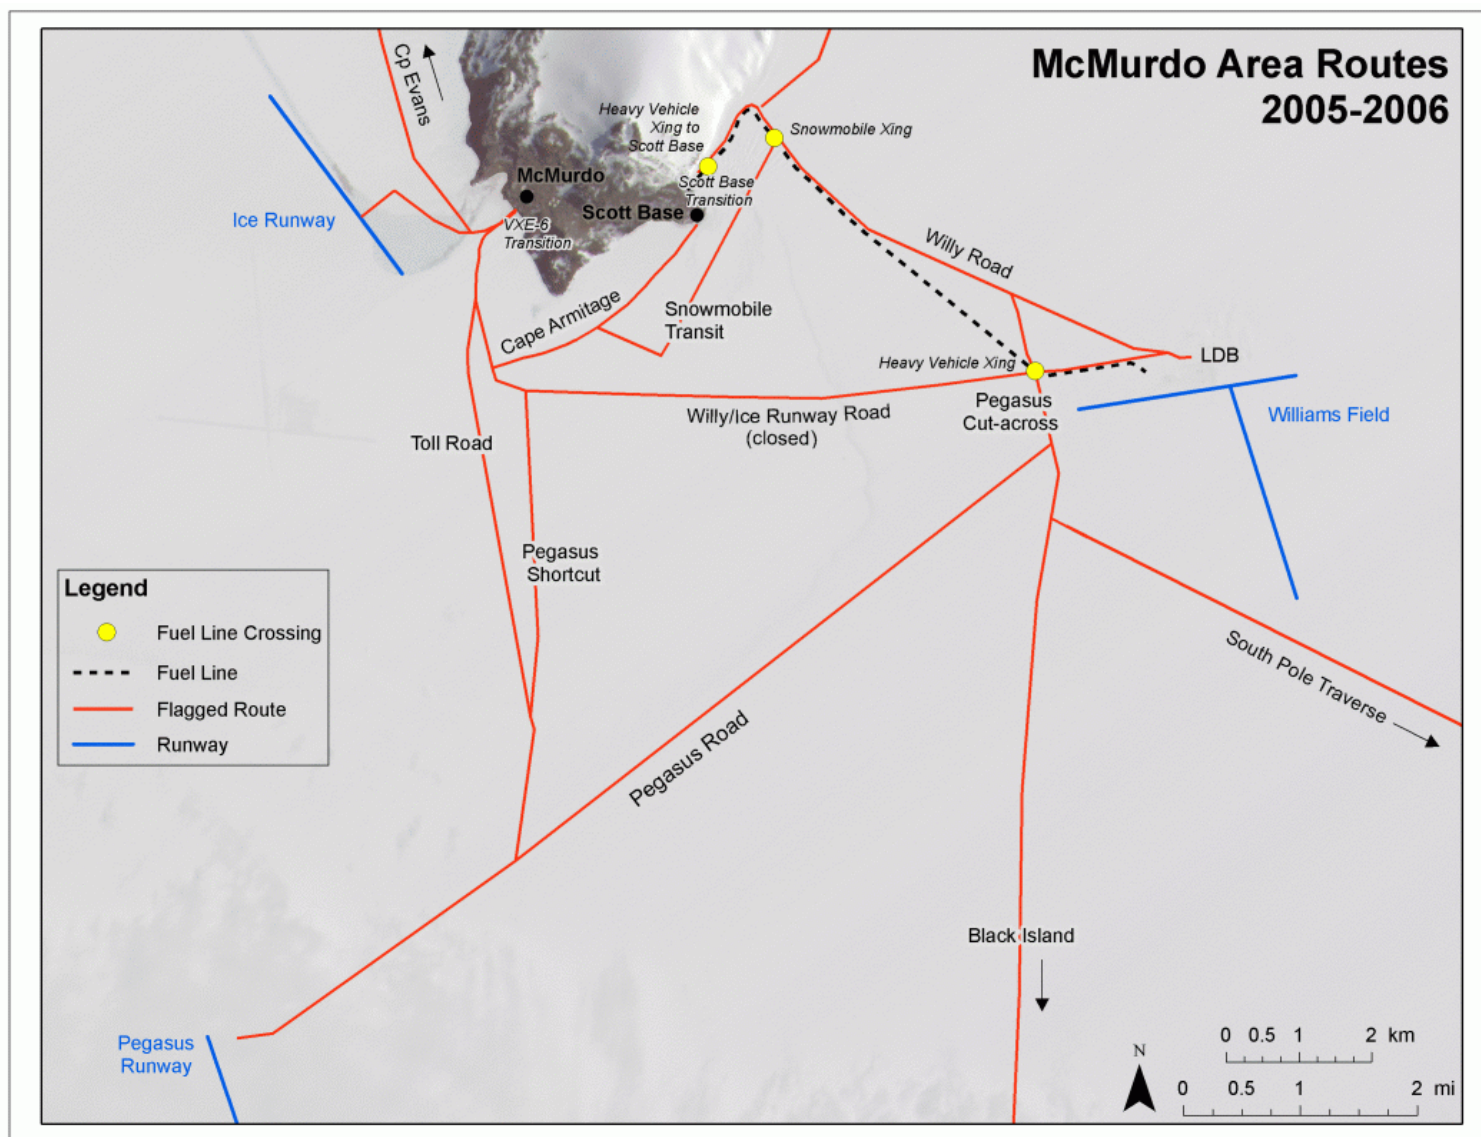 McMurdo Area Routes
2005-2006
Cp Evans
Heavy Vehicle
Xing to
Scott Base
Snowmobile Xing
McMurdo
Scott Base
Transition
Scott Base
VXE-6
Transition
Ice Runway
Willy Road
Cape Armitage
Snowmobile
Transit
Heavy Vehicle Xing
LDB
Pegasus
Cut-across
Williams Field
Willy/Ice Runway Road
(closed)
Toll Road
Pegasus
Shortcut
Legend
Fuel Line Crossing
Fuel Line
Flagged Route
Runway
South Pole Traverse
Pegasus Road
Black Island
Pegasus
Runway
N
0 0.5 1 2 km
0 0.5 1 2 mi